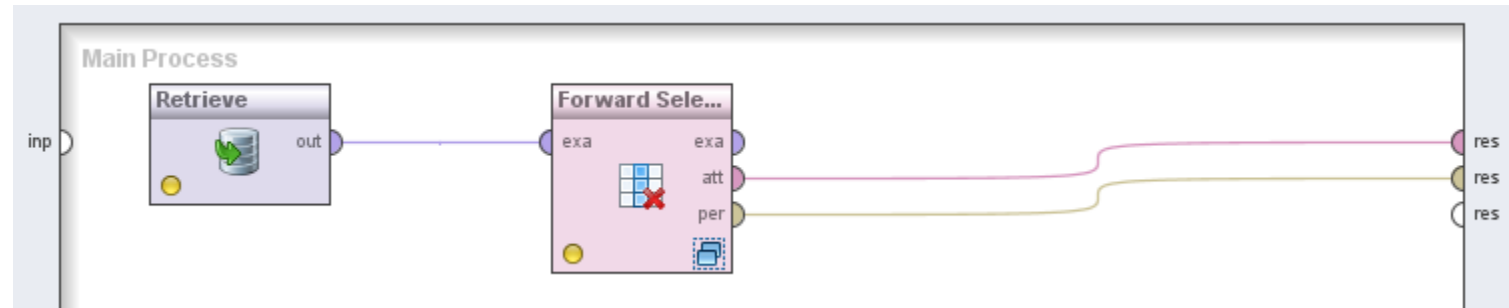 Main Process
Retrieve
Forward Sele...
inp
out
exa
exa
res
att
res
per
res